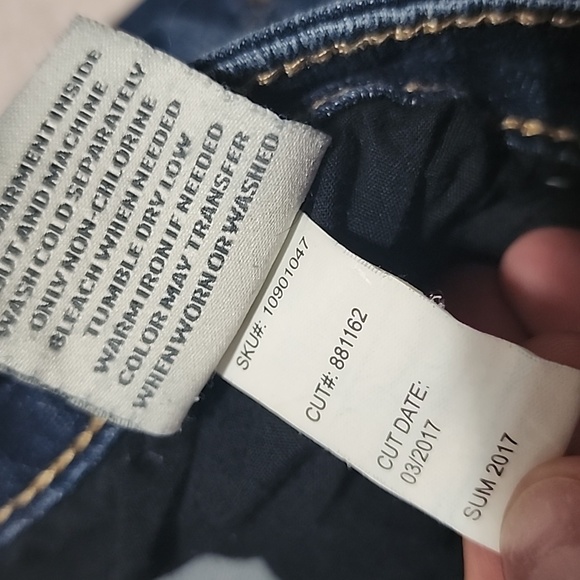 GARMENT INSIDE
OUT AND MACHINE
WASH COLD SEPARATELY
ONLY NON-CHLORINE
BLEACH WHEN NEEDED
TUMBLE DRY LOW
WARM IRON IF NEEDED
COLOR MAY TRANSFER
WHEN WORN OR WASHED
SKU#: 10901047
CUT#: 881162
CUT DATE:
03/2017
SUM 2017